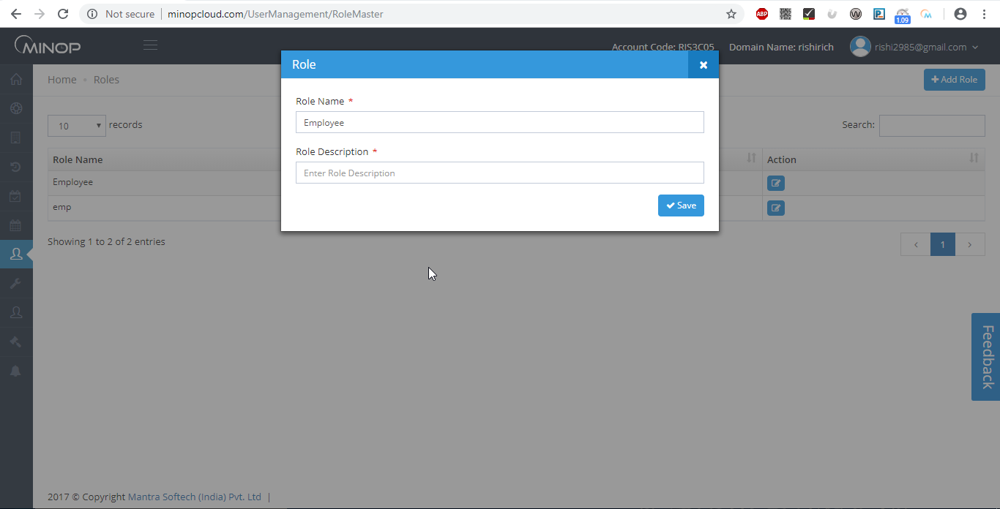 Not secure | minopcloud.com/UserManagement/RoleMaster
ABP
1.09
MINOP
Account Code: RIS3C05 Domain Name: rishirich rishi2985@gmail.com
Role
Home Roles
Add Role
Role Name *
Employee
10 records
Search:
Role Description *
Enter Role Description
Role Name Action
Employee
emp
Save
Showing 1 to 2 of 2 entries
< 1 >
Feedback
2017 © Copyright Mantra Softech (India) Pvt. Ltd |